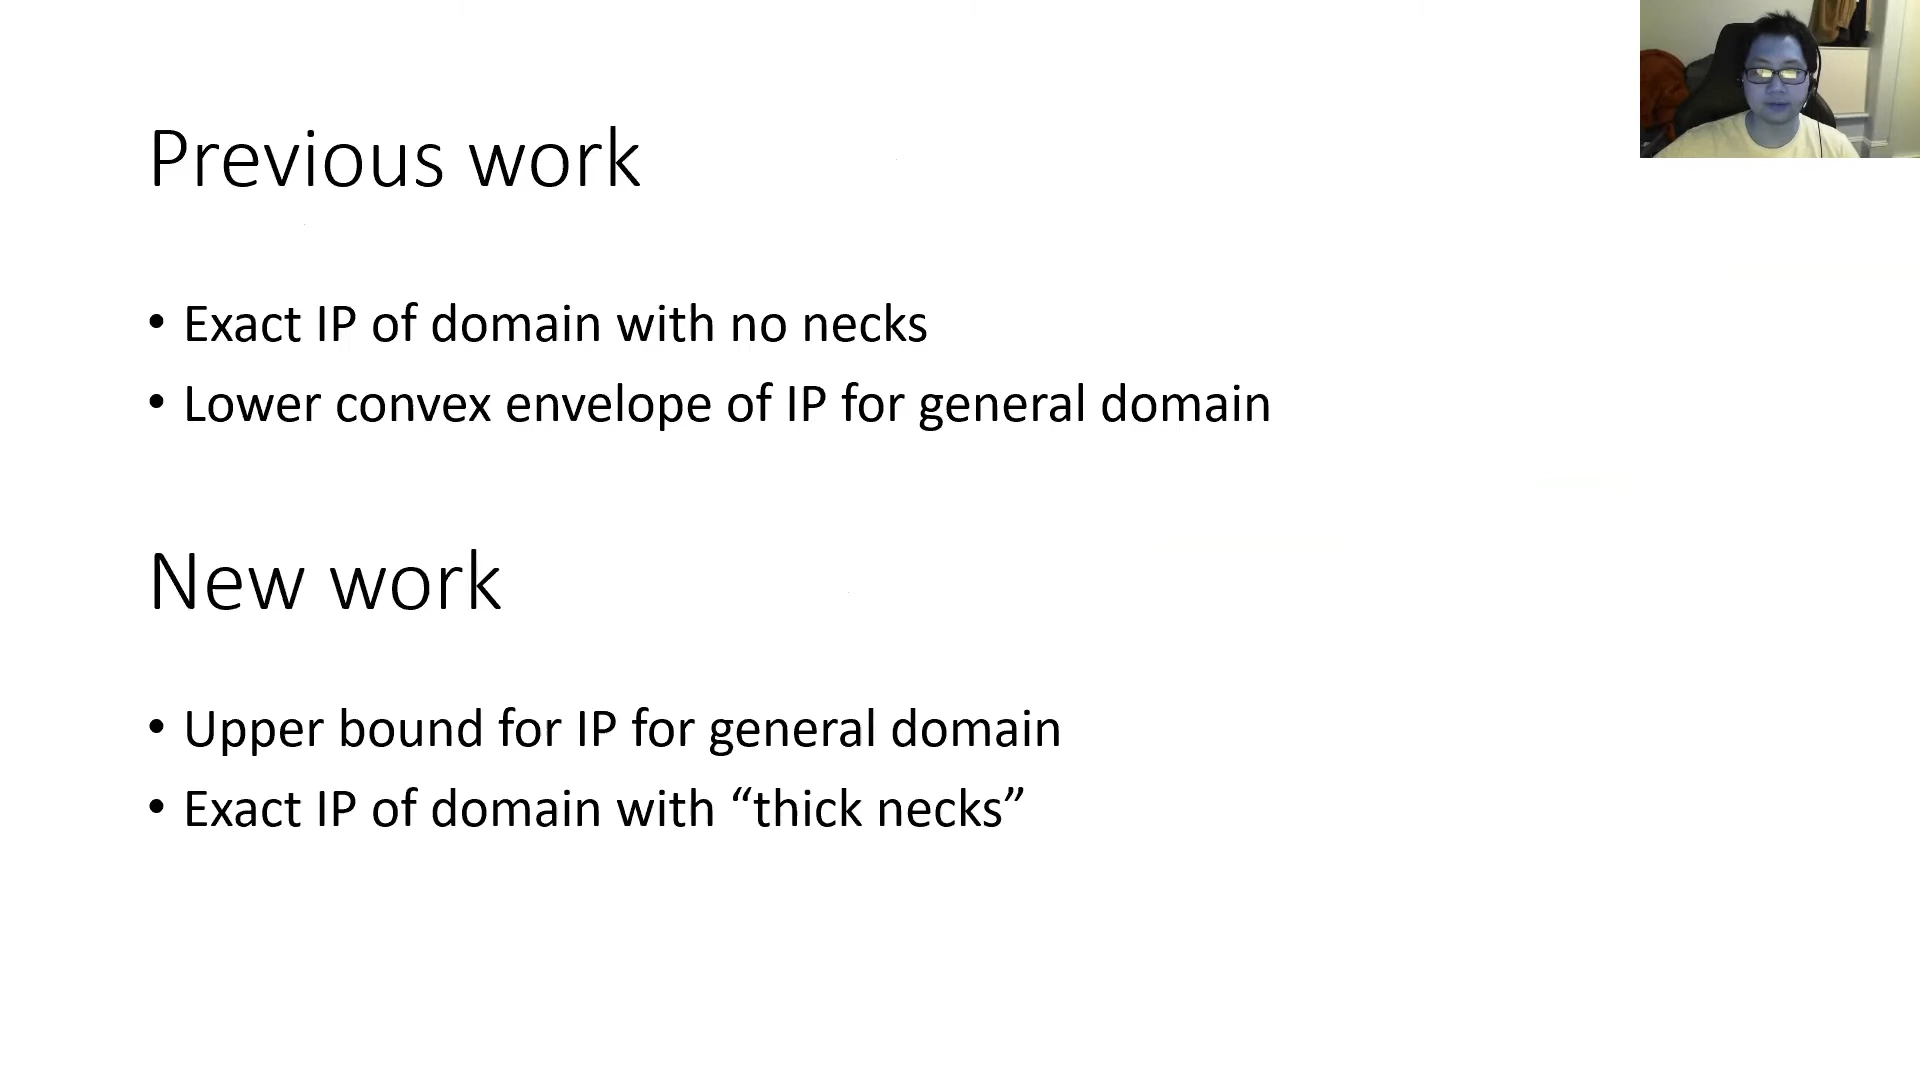 Previous work
• Exact IP of domain with no necks
• Lower convex envelope of IP for general domain
New work
• Upper bound for IP for general domain
• Exact IP of domain with “thick necks”